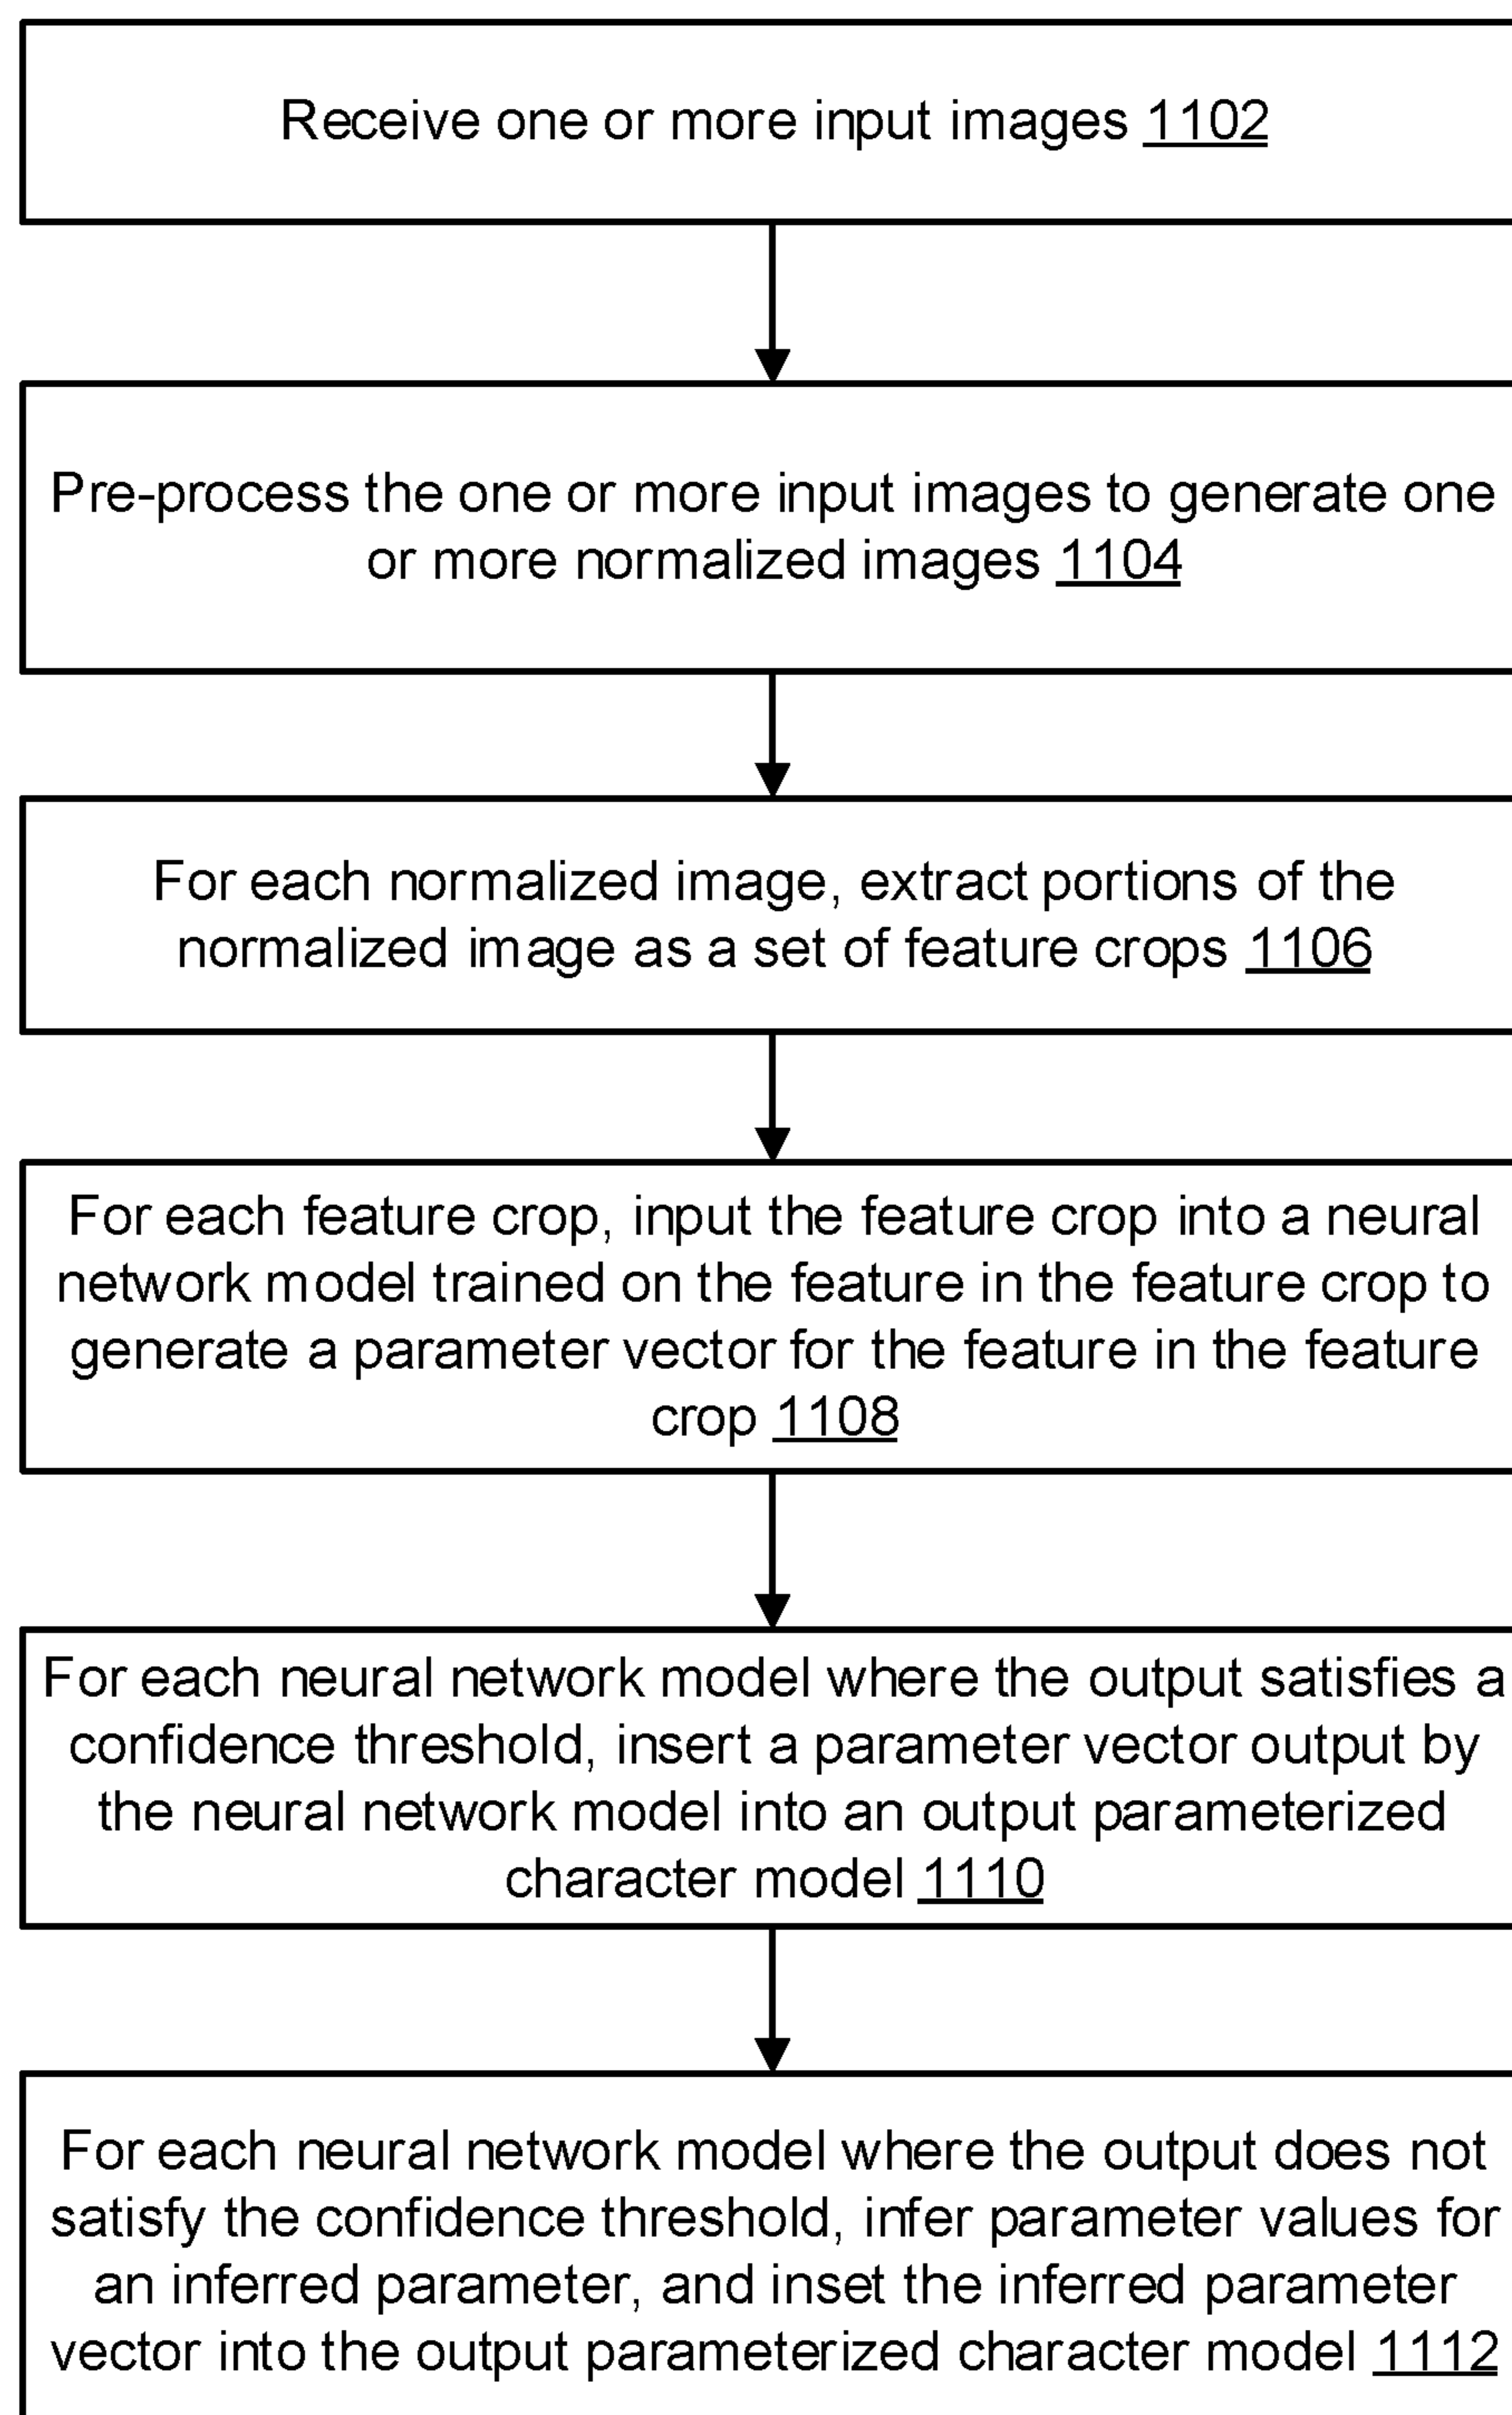 Receive one or more input images 1102
Pre-process the one or more input images to generate one
or more normalized images 1104
For each normalized image, extract portions of the
normalized image as a set of feature crops 1106
For each feature crop, input the feature crop into a neural
network model trained on the feature in the feature crop to
generate a parameter vector for the feature in the feature
crop 1108
For each neural network model where the output satisfies a
confidence threshold, insert a parameter vector output by
the neural network model into an output parameterized
character model 1110
For each neural network model where the output does not
satisfy the confidence threshold, infer parameter values for
an inferred parameter, and inset the inferred parameter
vector into the output parameterized character model 1112